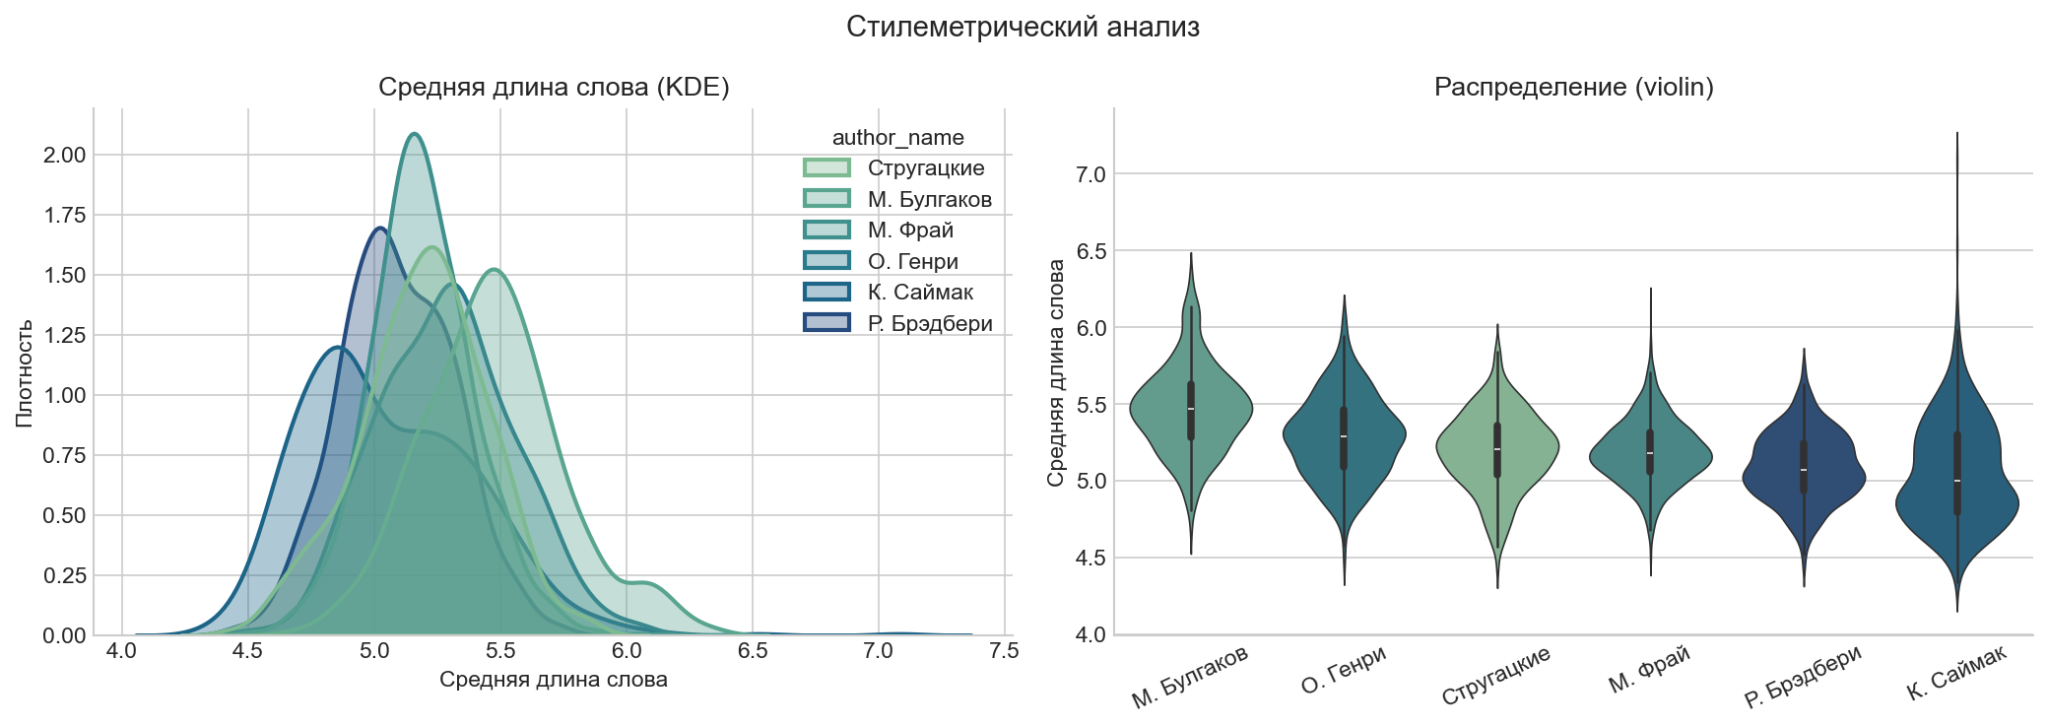 Стилеметрический анализ
Средняя длина слова (KDE)
Плотность
2.00
1.75
1.50
1.25
1.00
0.75
0.50
0.25
0.00
4.0 4.5 5.0 5.5 6.0 6.5 7.0 7.5
Средняя длина слова
author_name
Стругацкие
М. Булгаков
М. Фрай
О. Генри
К. Саймак
Р. Брэдбери
Распределение (violin)
Средняя длина слова
7.0
6.5
6.0
5.5
5.0
4.5
4.0
М. Булгаков О. Генри Стругацкие М. Фрай Р. Брэдбери К. Саймак